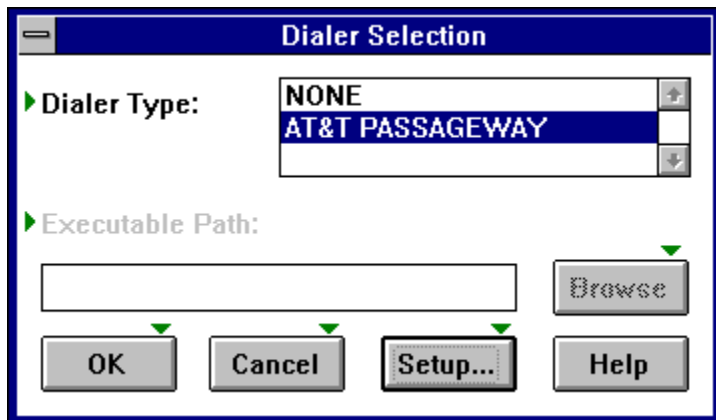 Dialer Selection
Dialer Type:
NONE
AT&T PASSAGEWAY
Executable Path:
Browse
OK Cancel Setup... Help